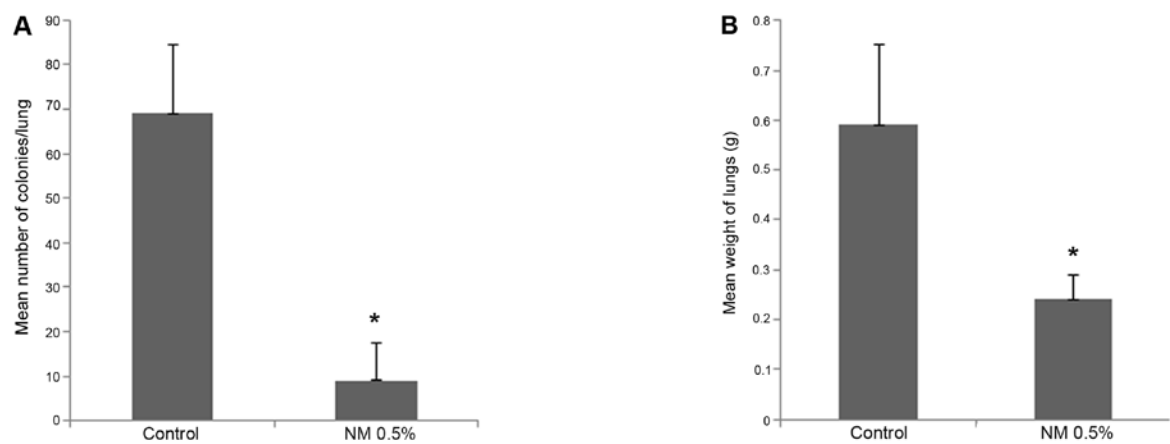 A
Mean number of colonies/lung
90
80
70
60
50
40
30
20
10
0
*
Control
NM 0.5%
B
Mean weight of lungs (g)
0.8
0.7
0.6
0.5
0.4
0.3
0.2
0.1
0
*
Control
NM 0.5%